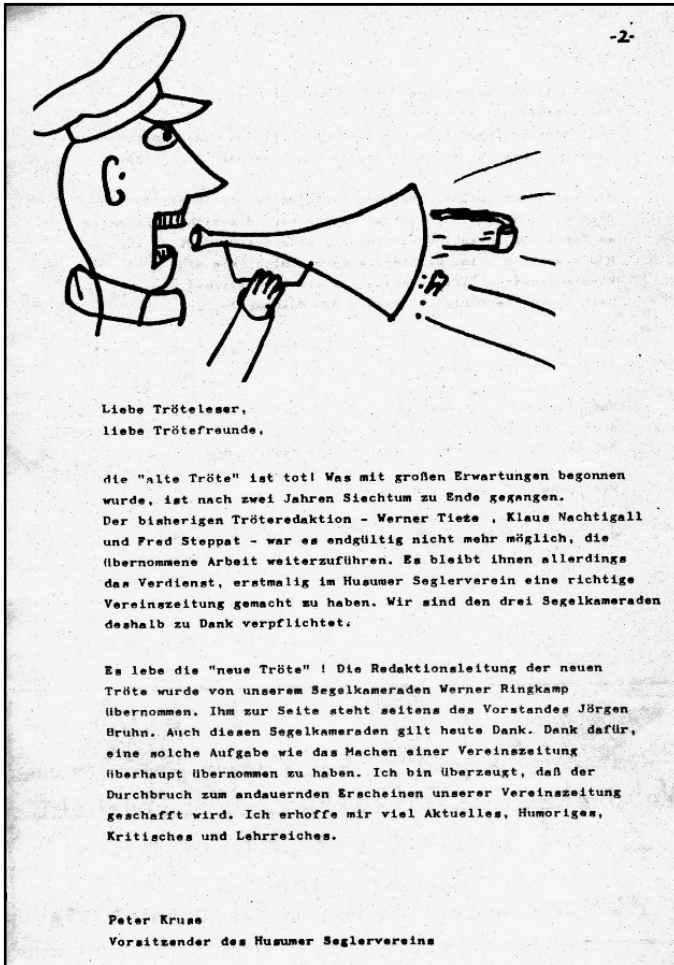 -2-
Liebe Tröteleser,
liebe Trötefreunde,
die "alte Tröte" ist tot! Was mit großen Erwartungen begonnen
wurde, ist nach zwei Jahren Siechtum zu Ende gegangen.
Der bisherigen Tröteredaktion - Werner Tieze , Klaus Nachtigall
und Fred Steppat - war es endgültig nicht mehr möglich, die
übernommene Arbeit weiterzuführen. Es bleibt ihnen allerdings
das Verdienst, erstmalig im Husumer Seglerverein eine richtige
Vereinszeitung gemacht zu haben. Wir sind den drei Segelkameraden
deshalb zu Dank verpflichtet.
Es lebe die "neue Tröte" ! Die Redaktionsleitung der neuen
Tröte wurde von unserem Segelkameraden Werner Ringkamp
übernommen. Ihm zur Seite steht seitens des Vorstandes Jörgen
Bruhn. Auch diesen Segelkameraden gilt heute Dank. Dank dafür,
eine solche Aufgabe wie das Machen einer Vereinszeitung
überhaupt übernommen zu haben. Ich bin überzeugt, daß der
Durchbruch zum andauernden Erscheinen unserer Vereinszeitung
geschafft wird. Ich erhoffe mir viel Aktuelles, Humoriges,
Kritisches und Lehrreiches.
Peter Kruse
Vorsitzender des Husumer Seglervereins